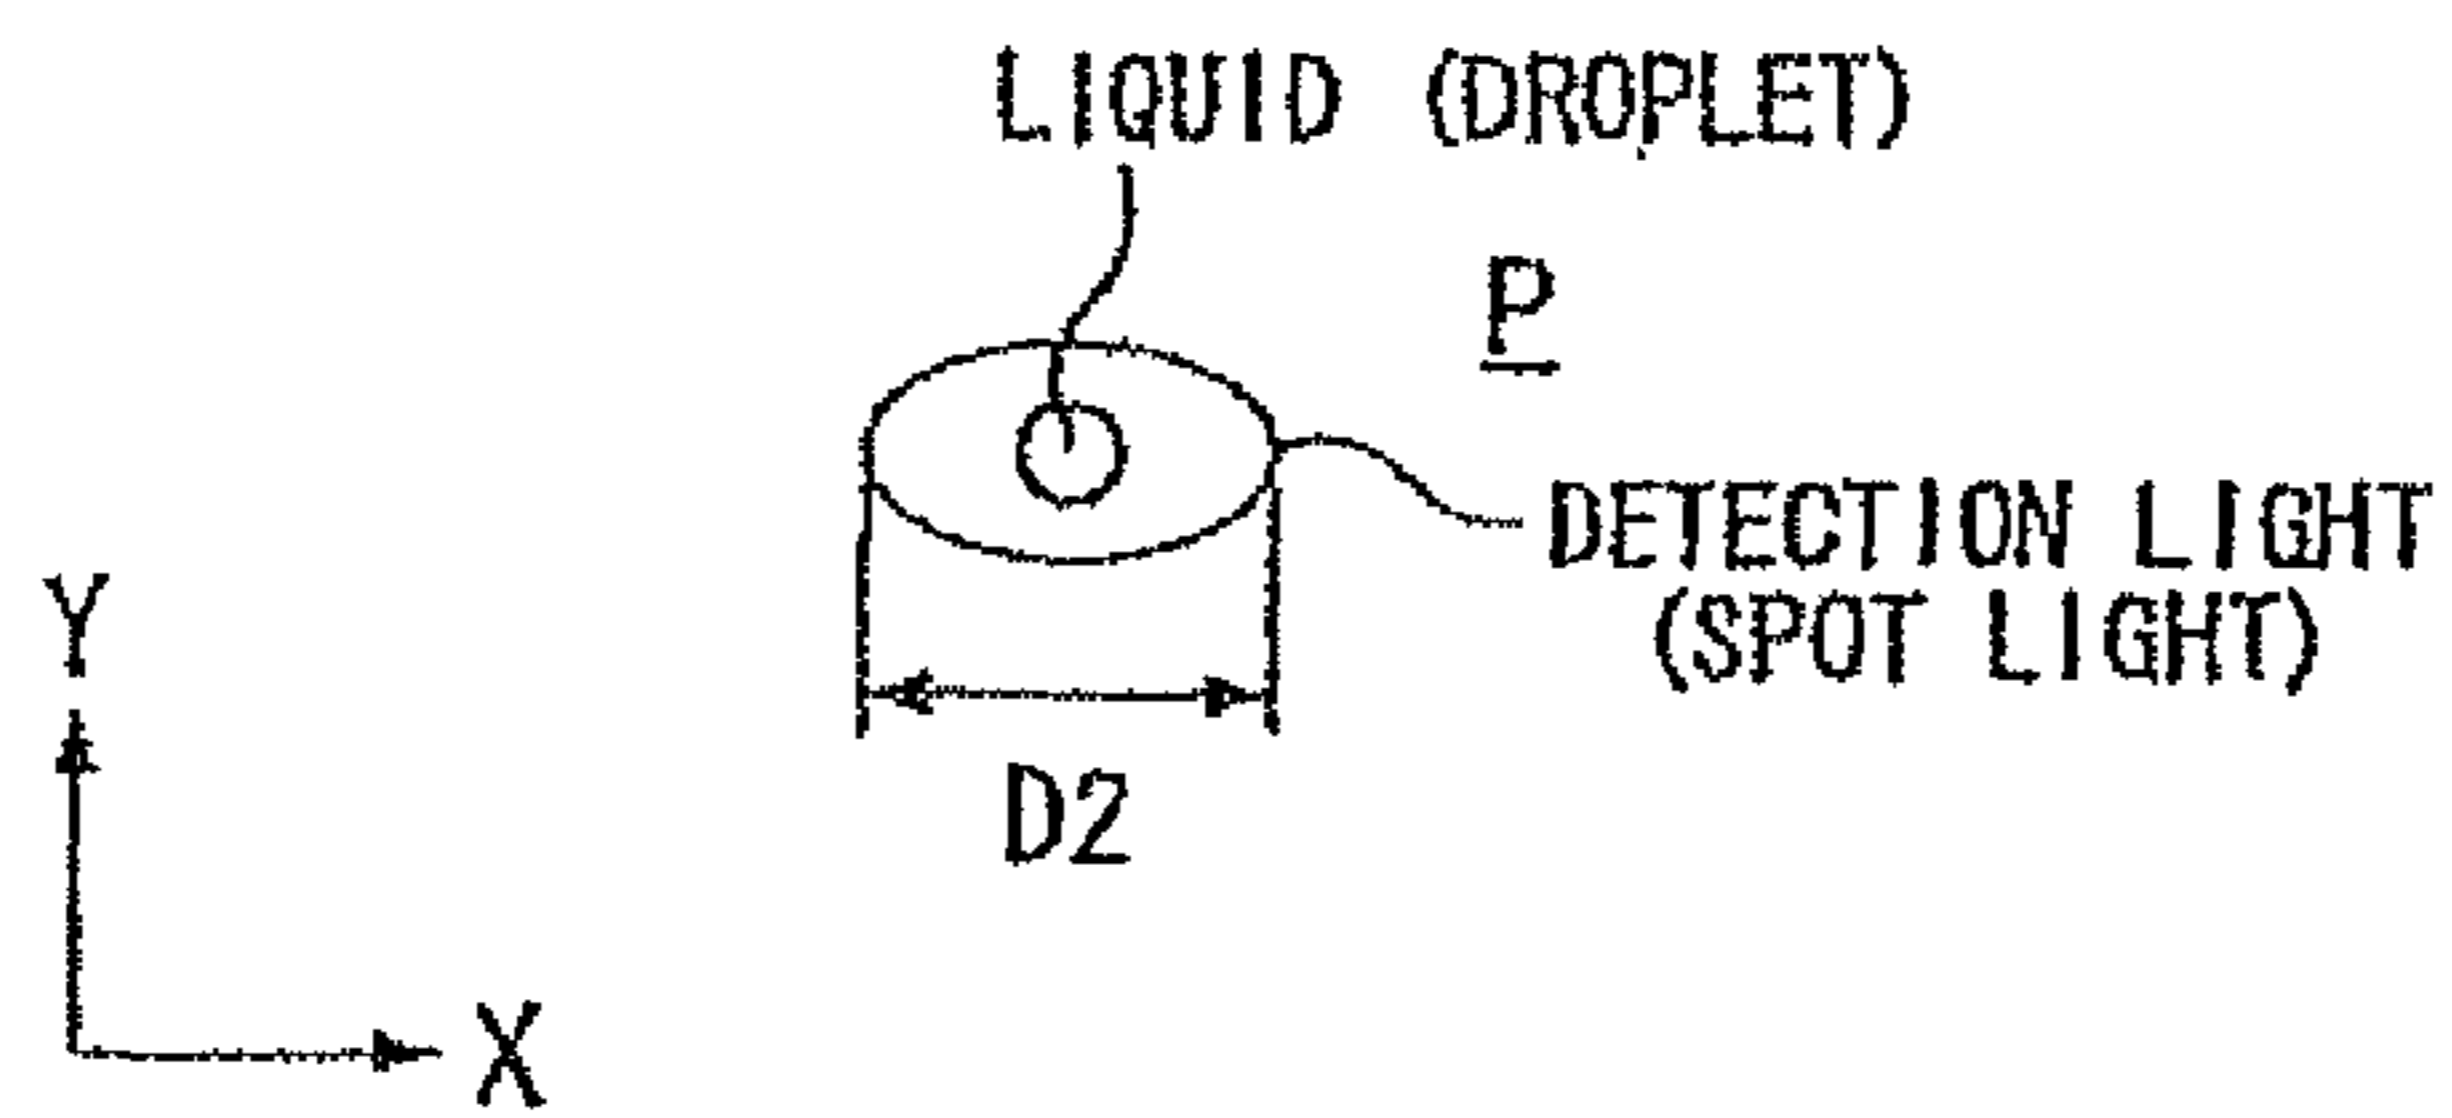 LIQUID (DROPLET)
P
DETECTION LIGHT
(SPOT LIGHT)
Y
D2
X